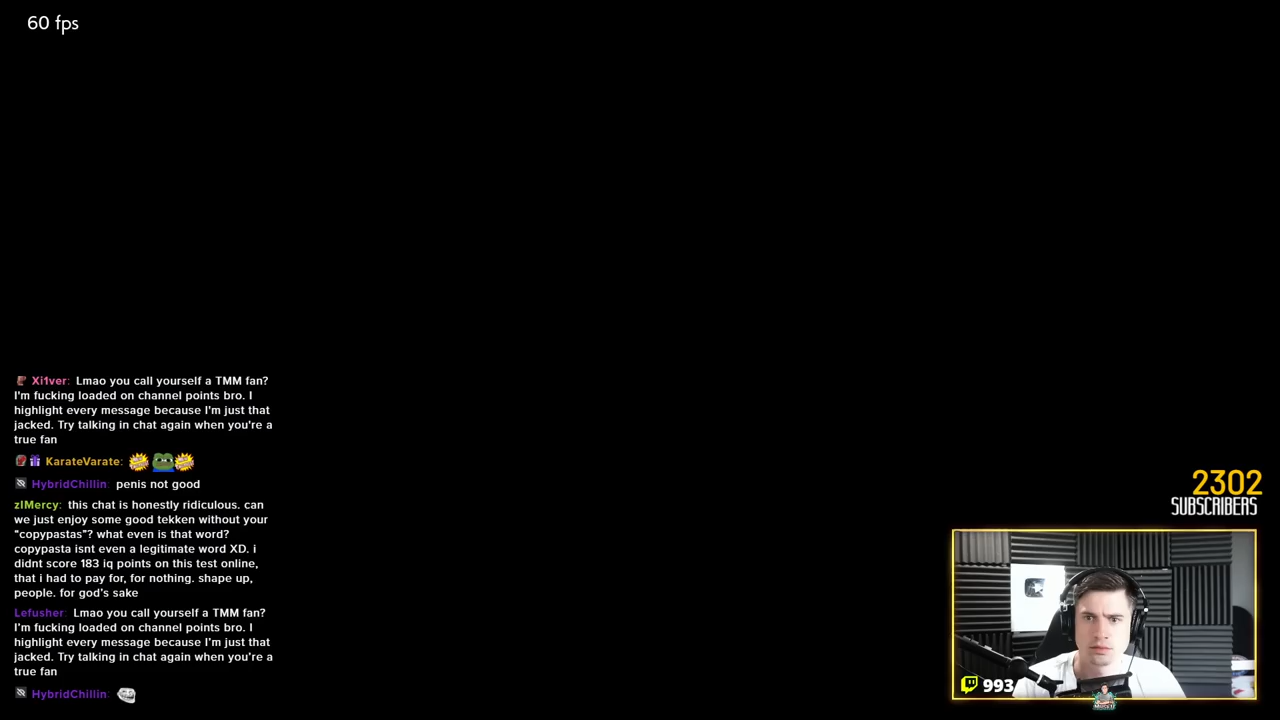 60 fps
Xi1ver: Lmao you call yourself a TMM fan?
I'm fucking loaded on channel points bro. I
highlight every message because I'm just that
jacked. Try talking in chat again when you're a
true fan
KarateVarate:
HybridChillin: penis not good
zlMercy: this chat is honestly ridiculous. can
we just enjoy some good tekken without your
"copypastas"? what even is that word?
copypasta isnt even a legitimate word XD. i
didnt score 183 iq points on this test online,
that i had to pay for, for nothing. shape up,
people. for god's sake
Lefusher: Lmao you call yourself a TMM fan?
I'm fucking loaded on channel points bro. I
highlight every message because I'm just that
jacked. Try talking in chat again when you're a
true fan
HybridChillin:
2302
SUBSCRIBERS
993